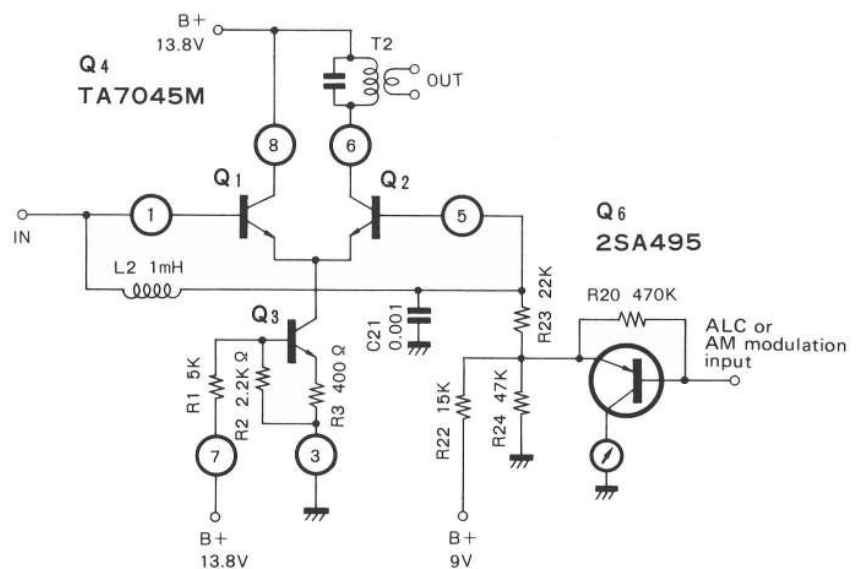 B+
13.8V
T2
OUT
Q4
TA7045M
8
6
Q1
Q2
1
5
IN
Q6
2SA495
L2 1mH
R23 22K
R20 470K
ALC or
AM modulation
input
Q3
C21
0.001
R1 5K
R2 2.2KΩ
R3 400Ω
R22 15K
R24 47K
7
3
B+
13.8V
B+
9V